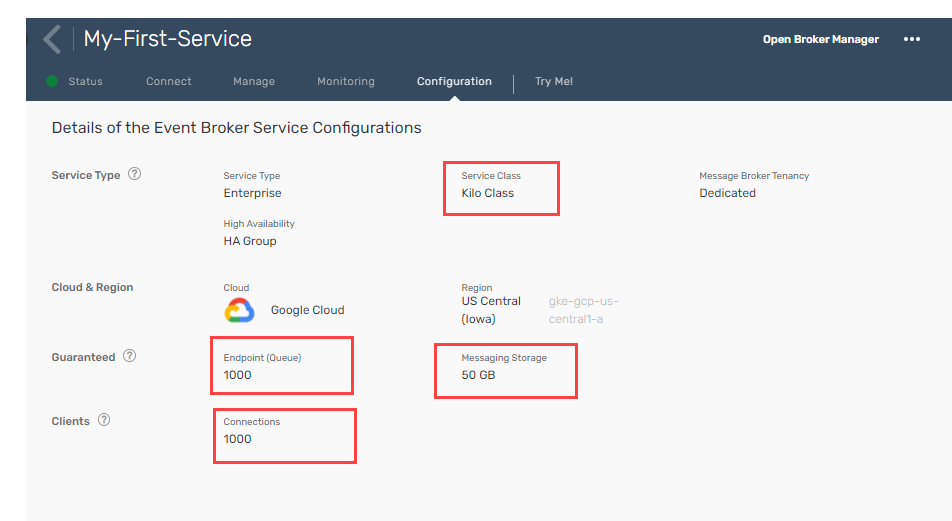 My-First-Service
Open Broker Manager
Status Connect Manage Monitoring Configuration Try Me!
Details of the Event Broker Service Configurations
Service Type ? Service Type Service Class Message Broker Tenancy
Enterprise Kilo Class Dedicated
High Availability
HA Group
Cloud & Region Cloud Region
Google Cloud US Central gke-gcp-us-
(Iowa) central1-a
Guaranteed ? Endpoint (Queue) Messaging Storage
1000 50 GB
Clients ? Connections
1000